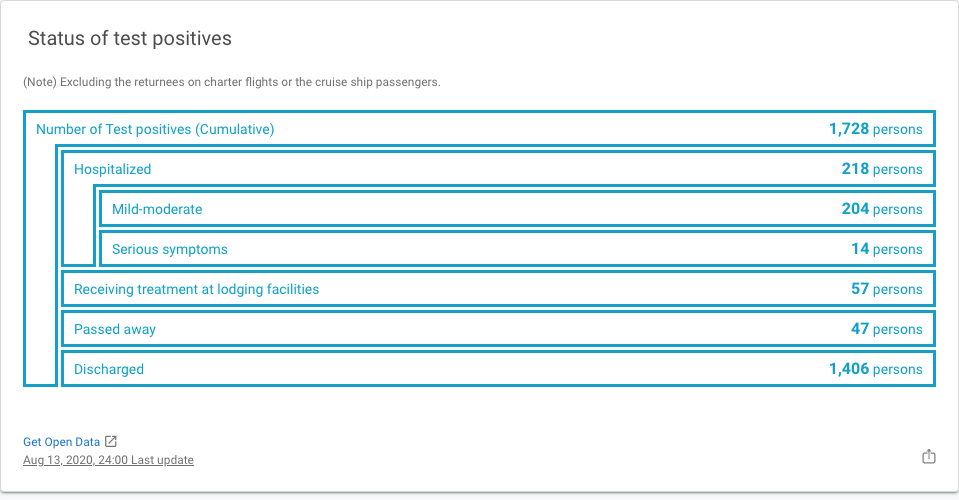 Status of test positives
(Note) Excluding the returnees on charter flights or the cruise ship passengers.
Number of Test positives (Cumulative) 1,728 persons
Hospitalized 218 persons
Mild-moderate 204 persons
Serious symptoms 14 persons
Receiving treatment at lodging facilities 57 persons
Passed away 47 persons
Discharged 1,406 persons
Get Open Data
Aug 13, 2020, 24:00 Last update